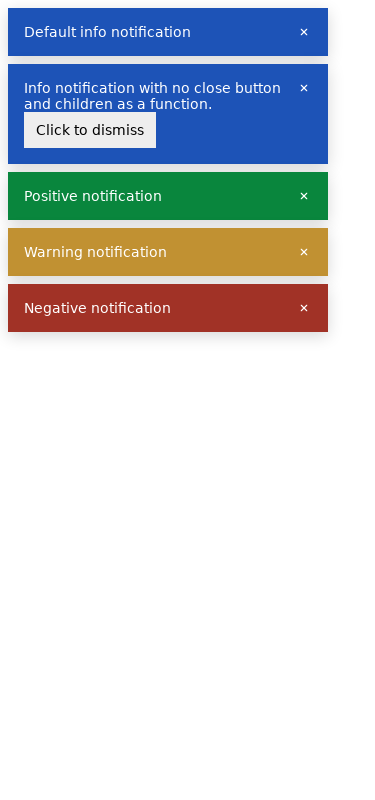 Default info notification ×
Info notification with no close button ×
and children as a function.
Click to dismiss
Positive notification ×
Warning notification ×
Negative notification ×